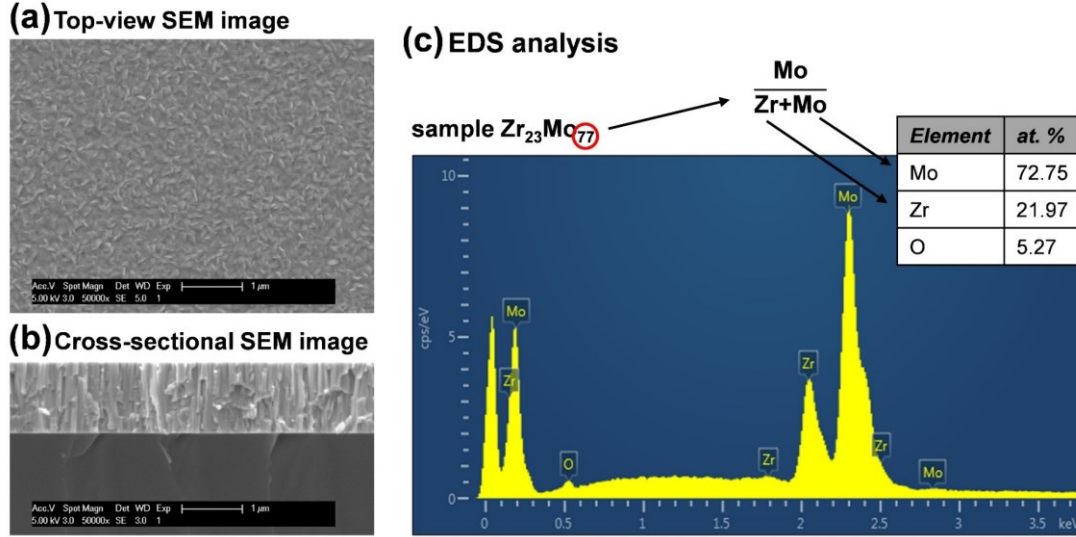 (a) Top-view SEM image
Acc.V Spot Magn Det WD Exp 1 µm
5.00 kV 3.0 50000x SE 5.0 1
(b) Cross-sectional SEM image
Acc.V Spot Magn Det WD Exp 1 µm
5.00 kV 3.0 50000x SE 3.0 1
(c) EDS analysis
Mo
Zr+Mo
sample Zr₂₃Mo₇₇
Element at. %
Mo 72.75
Zr 21.97
O 5.27
cps/eV
10
5
0
Mo
Zr
O
Zr
Zr
Mo
Zr
Mo
0 0.5 1 1.5 2 2.5 3 3.5 keV